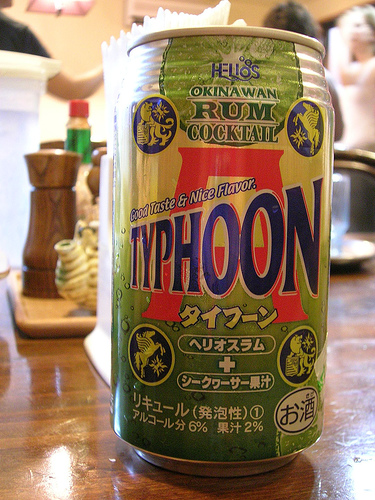 HELIOS
OKINAWAN
RUM
COCKTAIL
Good Taste & Nice Flavor.
TYPHOON
タイフーン
ヘリオスラム
+
シークヮーサー果汁
リキュール(発泡性)①
アルコール分6% 果汁2%
お酒